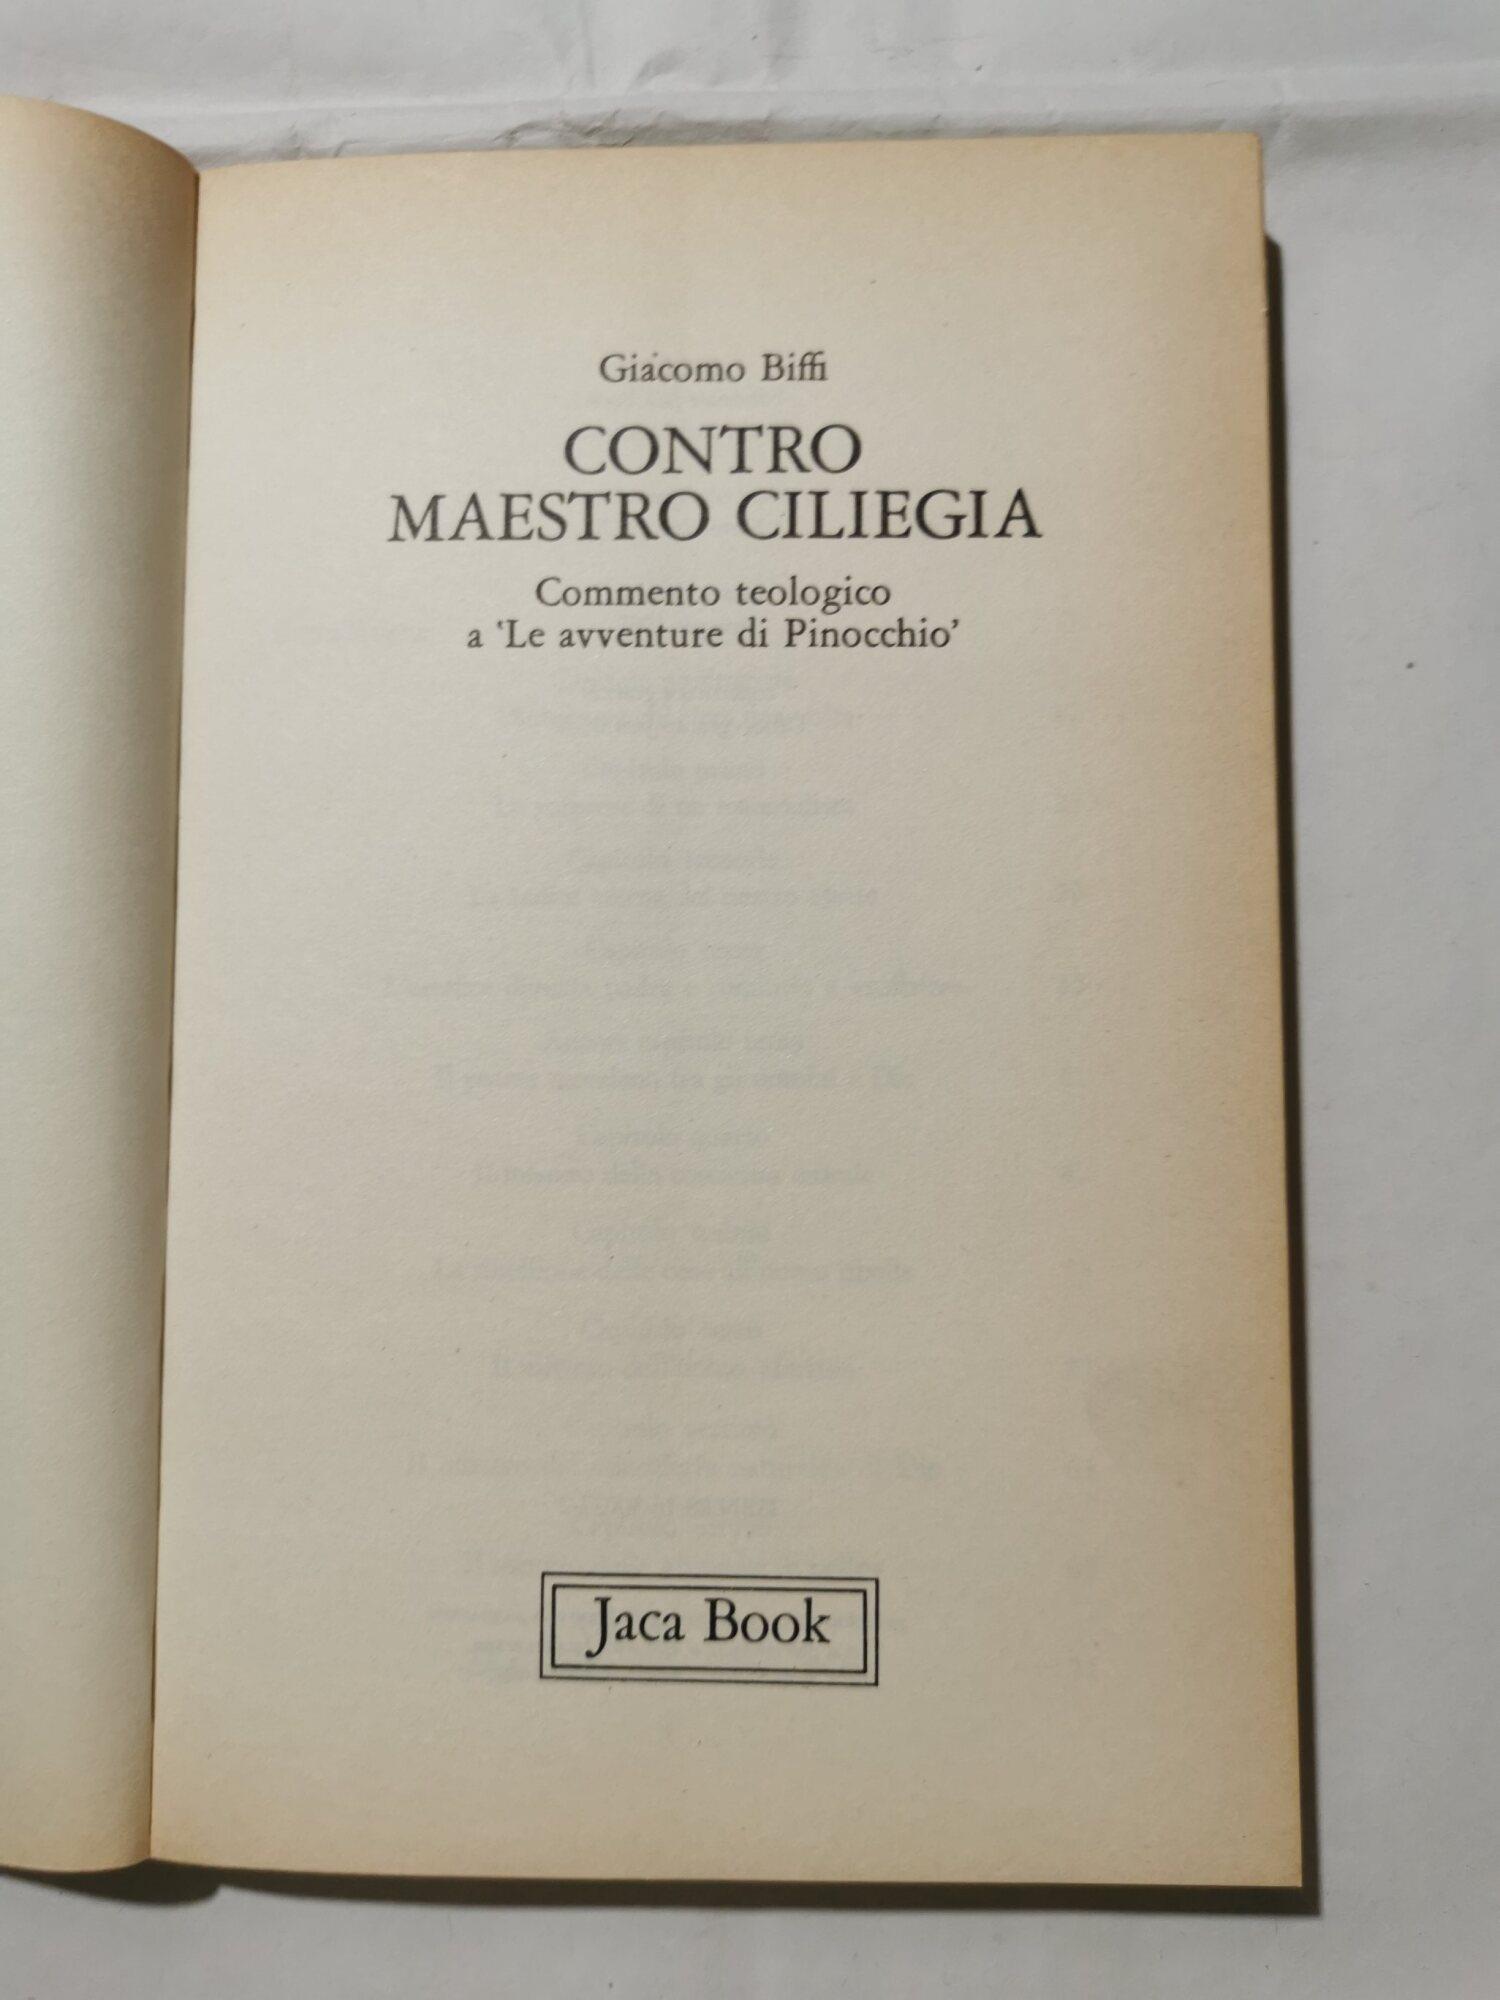 Giacomo Biffi
CONTRO
MAESTRO CILIEGIA
Commento teologico
a ‘Le avventure di Pinocchio’
Jaca Book